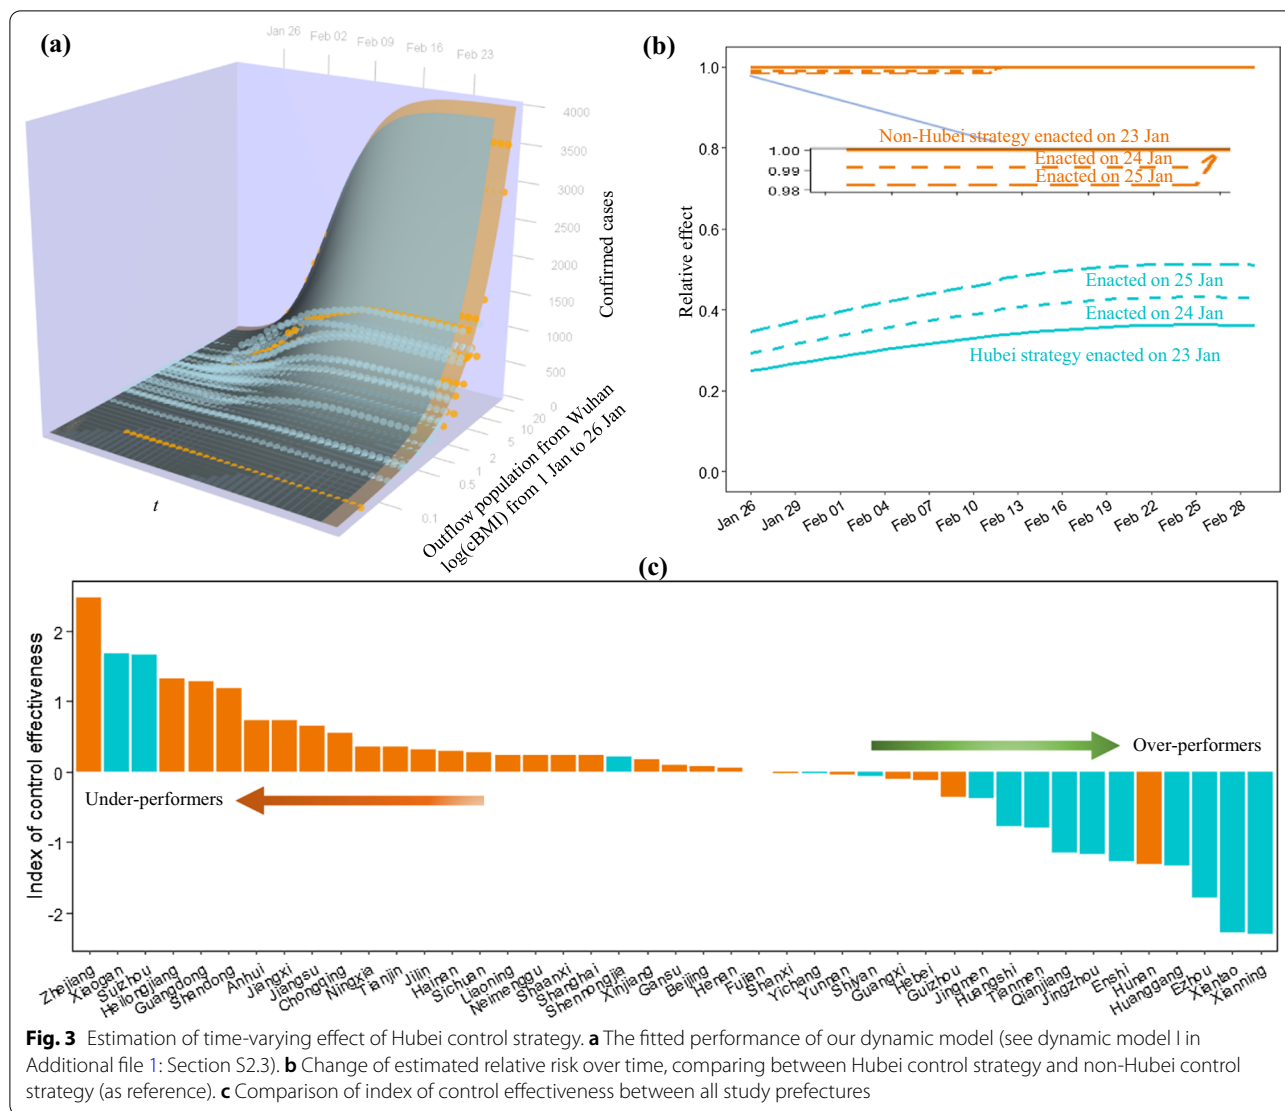 (a)
Jan 26
Feb 02
Feb 09
Feb 16
Feb 23
4000
3500
3000
2500
2000
1500
1000
500
0
Confirmed cases
20
10
5
2
1
0.5
0.1
Outflow population from Wuhan
log(cBMI) from 1 Jan to 26 Jan
t
(b)
Relative effect
1.0
0.8
0.6
0.4
0.2
0.0
Non-Hubei strategy enacted on 23 Jan
1.00
0.99
0.98
Enacted on 24 Jan
Enacted on 25 Jan
Enacted on 25 Jan
Enacted on 24 Jan
Hubei strategy enacted on 23 Jan
Jan 26
Jan 29
Feb 01
Feb 04
Feb 07
Feb 10
Feb 13
Feb 16
Feb 19
Feb 22
Feb 25
Feb 28
(c)
Index of control effectiveness
2
1
0
-1
-2
Under-performers
Over-performers
Zhejiang
Xiaogan
Suizhou
Heilongjiang
Guangdong
Shandong
Anhui
Jiangxi
Jiangsu
Chongqing
Ningxia
Tianjin
Jilin
Hainan
Sichuan
Liaoning
Neimenggu
Shaanxi
Shanghai
Shennongjia
Xinjiang
Gansu
Beijing
Henan
Fujian
Shanxi
Yichang
Yunnan
Shiyan
Guangxi
Hebei
Guizhou
Jingmen
Huangshi
Tianmen
Qianjiang
Jingzhou
Enshi
Hunan
Huanggang
Ezhou
Xiantao
Xianning
Fig. 3 Estimation of time-varying effect of Hubei control strategy. a The fitted performance of our dynamic model (see dynamic model I in
Additional file 1: Section S2.3). b Change of estimated relative risk over time, comparing between Hubei control strategy and non-Hubei control
strategy (as reference). c Comparison of index of control effectiveness between all study prefectures